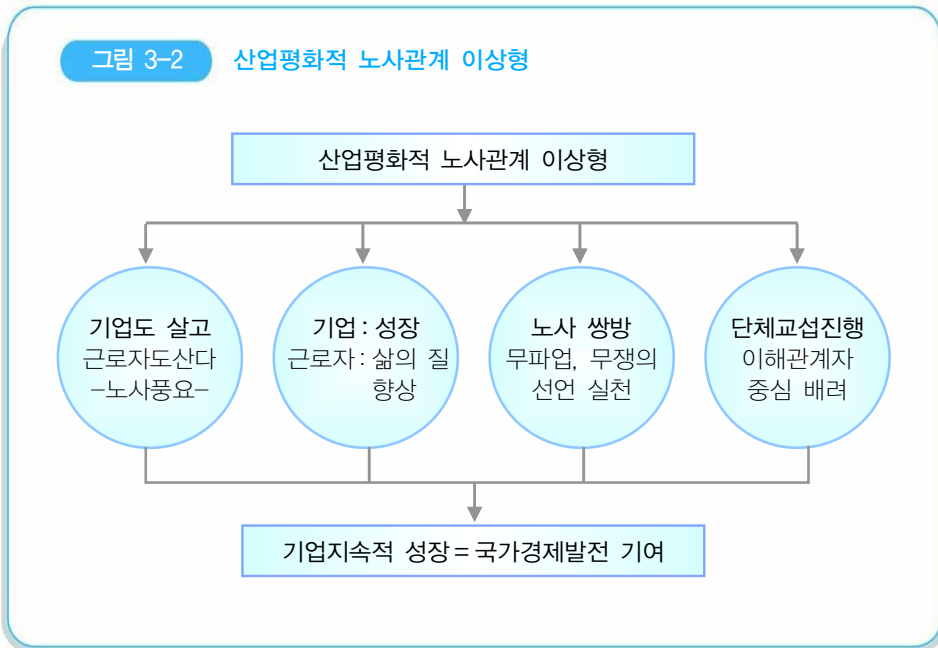 그림 3-2 산업평화적 노사관계 이상형
산업평화적 노사관계 이상형
기업도 살고
근로자도산다
-노사풍요-
기업 : 성장
근로자 : 삶의 질
향상
노사 쌍방
무파업, 무쟁의
선언 실천
단체교섭진행
이해관계자
중심 배려
기업지속적 성장 = 국가경제발전 기여